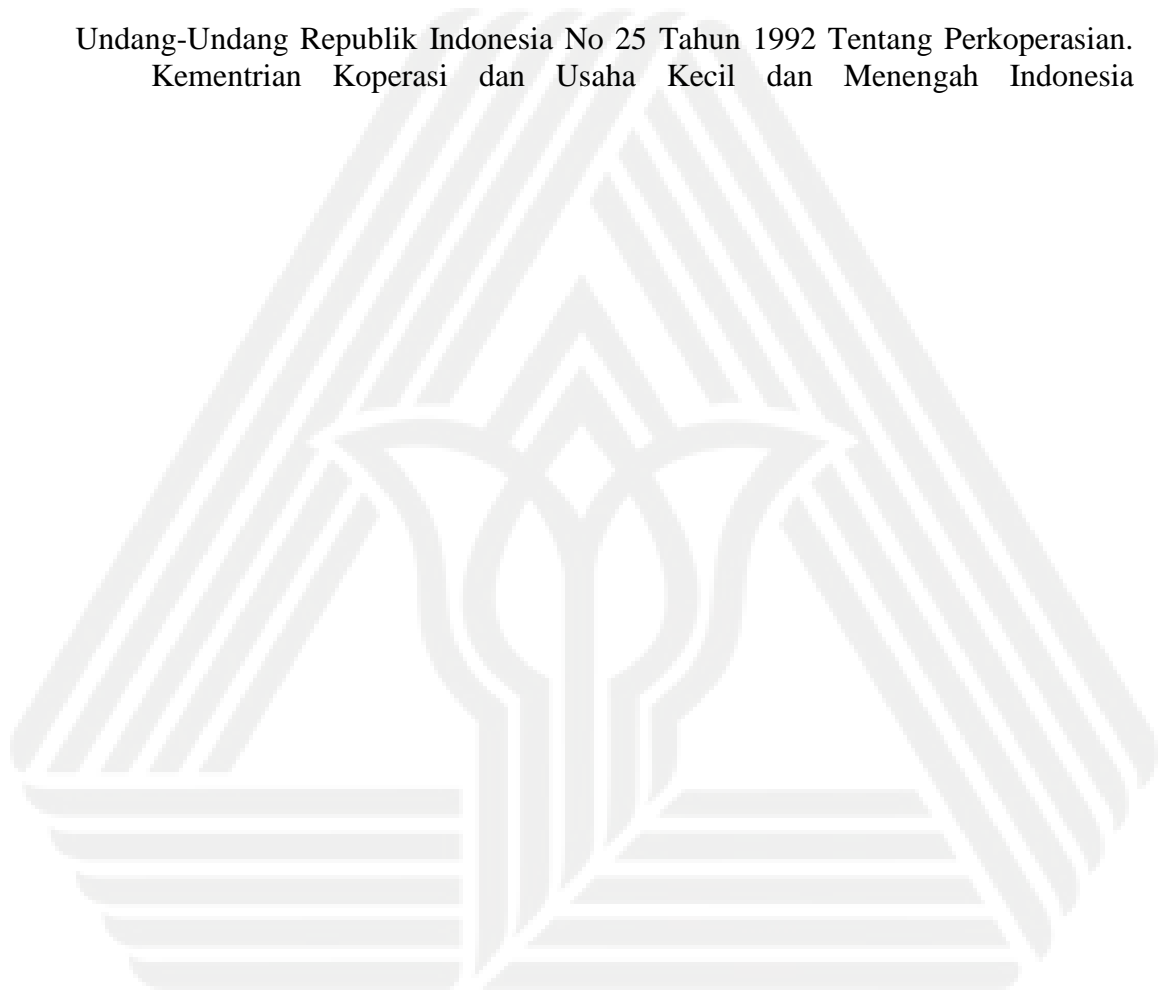 Undang-Undang Republik Indonesia No 25 Tahun 1992 Tentang Perkoperasian.
Kementrian Koperasi dan Usaha Kecil dan Menengah Indonesia